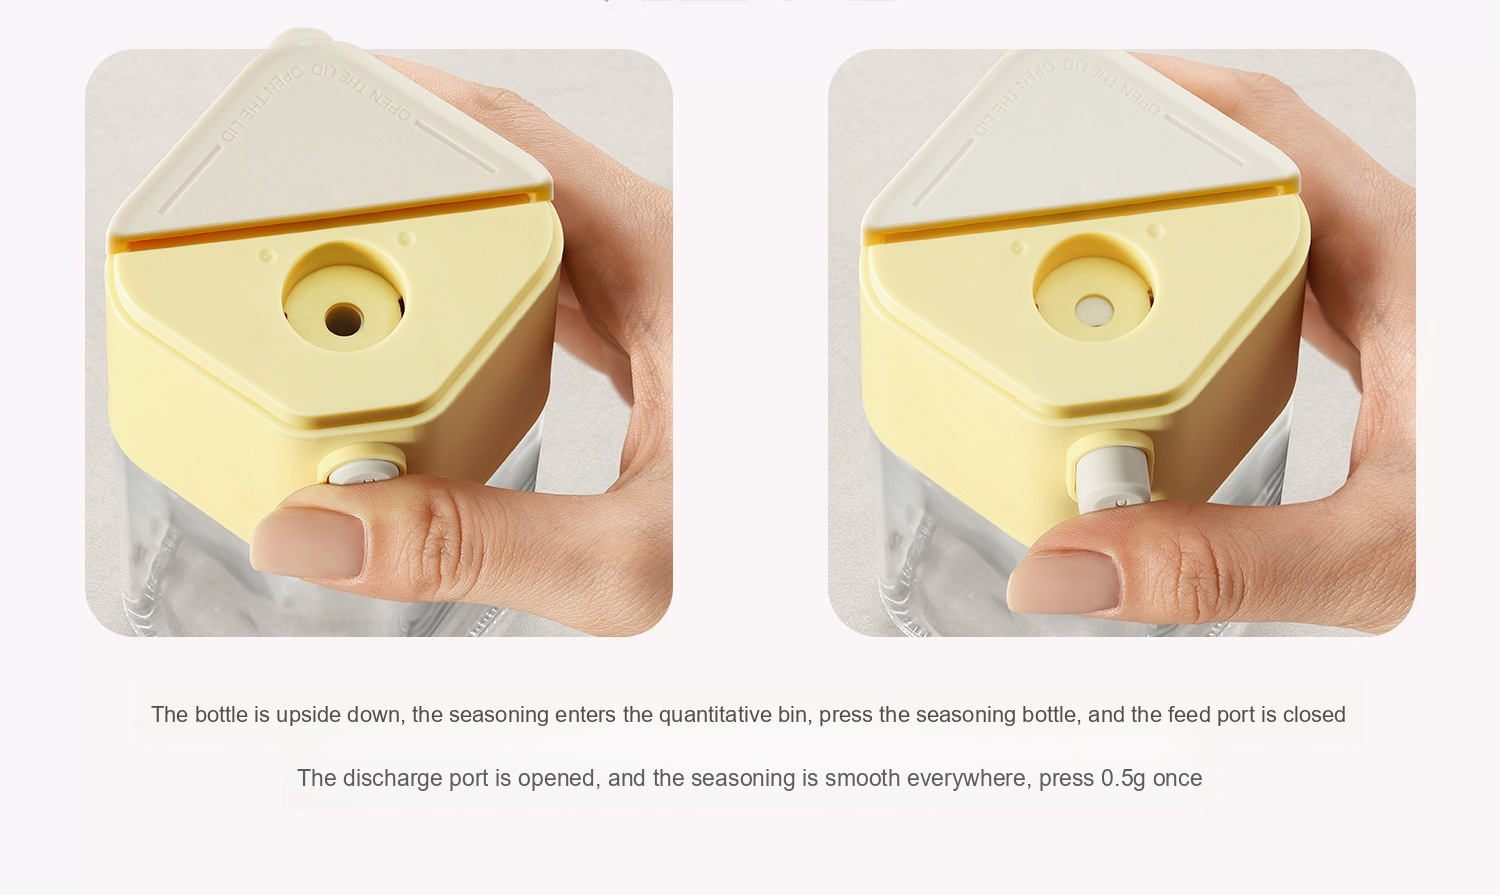 OPEN THE LID OPEN THE LID
OPEN THE LID OPEN THE LID
The bottle is upside down, the seasoning enters the quantitative bin, press the seasoning bottle, and the feed port is closed
The discharge port is opened, and the seasoning is smooth everywhere, press 0.5g once